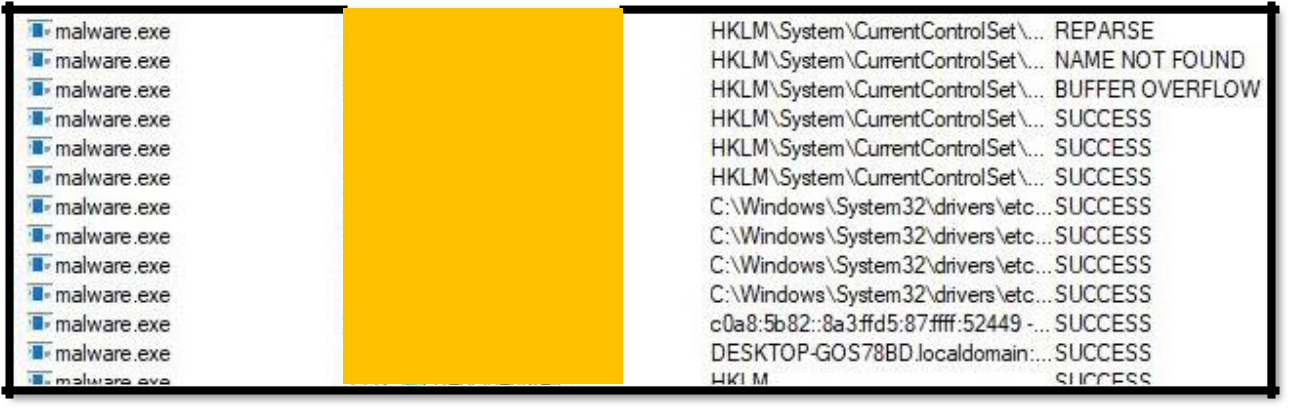 malware.exe HKLM\System\CurrentControlSet\... REPARSE
malware.exe HKLM\System\CurrentControlSet\... NAME NOT FOUND
malware.exe HKLM\System\CurrentControlSet\... BUFFER OVERFLOW
malware.exe HKLM\System\CurrentControlSet\... SUCCESS
malware.exe HKLM\System\CurrentControlSet\... SUCCESS
malware.exe HKLM\System\CurrentControlSet\... SUCCESS
malware.exe C:\Windows\System32\drivers\etc... SUCCESS
malware.exe C:\Windows\System32\drivers\etc... SUCCESS
malware.exe C:\Windows\System32\drivers\etc... SUCCESS
malware.exe C:\Windows\System32\drivers\etc... SUCCESS
malware.exe c0a8:5b82::8a3:ffd5:87:ffff:52449 -... SUCCESS
malware.exe DESKTOP-GOS78BD.localdomain:... SUCCESS
malware.exe HKLM SUCCESS